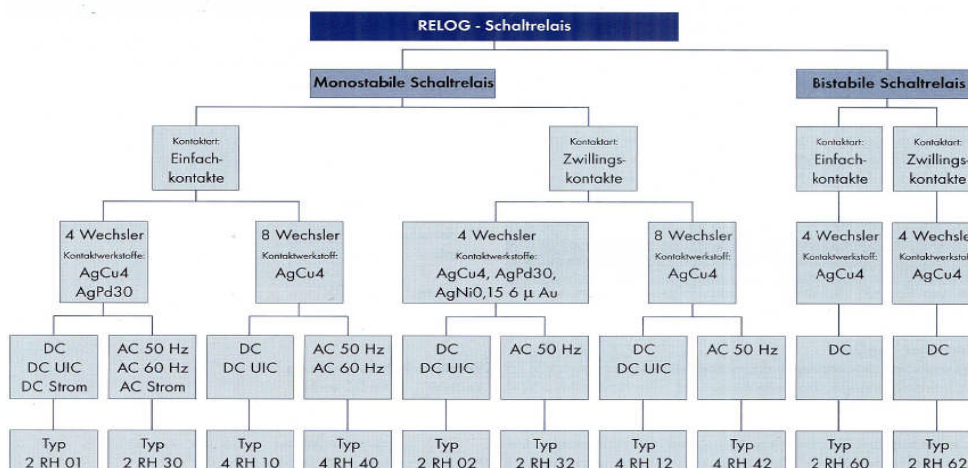 RELOG - Schaltrelais
Monostabile Schaltrelais
Bistabile Schaltrelais
Kontaktart:
Einfach-
kontakte
Kontaktart:
Zwillings-
kontakte
Kontaktart:
Einfach-
kontakte
Kontaktart:
Zwillings-
kontakte
4 Wechsler
Kontaktwerkstoffe:
AgCu4
AgPd30
8 Wechsler
Kontaktwerkstoff:
AgCu4
4 Wechsler
Kontaktwerkstoffe:
AgCu4, AgPd30,
AgNi0,15 6 µ Au
8 Wechsler
Kontaktwerkstoff:
AgCu4
4 Wechsler
Kontaktwerkstoff:
AgCu4
4 Wechsler
Kontaktwerkstoff:
AgCu4
DC
DC UIC
DC Strom
AC 50 Hz
AC 60 Hz
AC Strom
DC
DC UIC
AC 50 Hz
AC 60 Hz
DC
DC UIC
AC 50 Hz
DC
DC UIC
AC 50 Hz
DC
DC
Typ
2 RH 01
Typ
2 RH 30
Typ
4 RH 10
Typ
4 RH 40
Typ
2 RH 02
Typ
2 RH 32
Typ
4 RH 12
Typ
4 RH 42
Typ
2 RH 60
Typ
2 RH 62